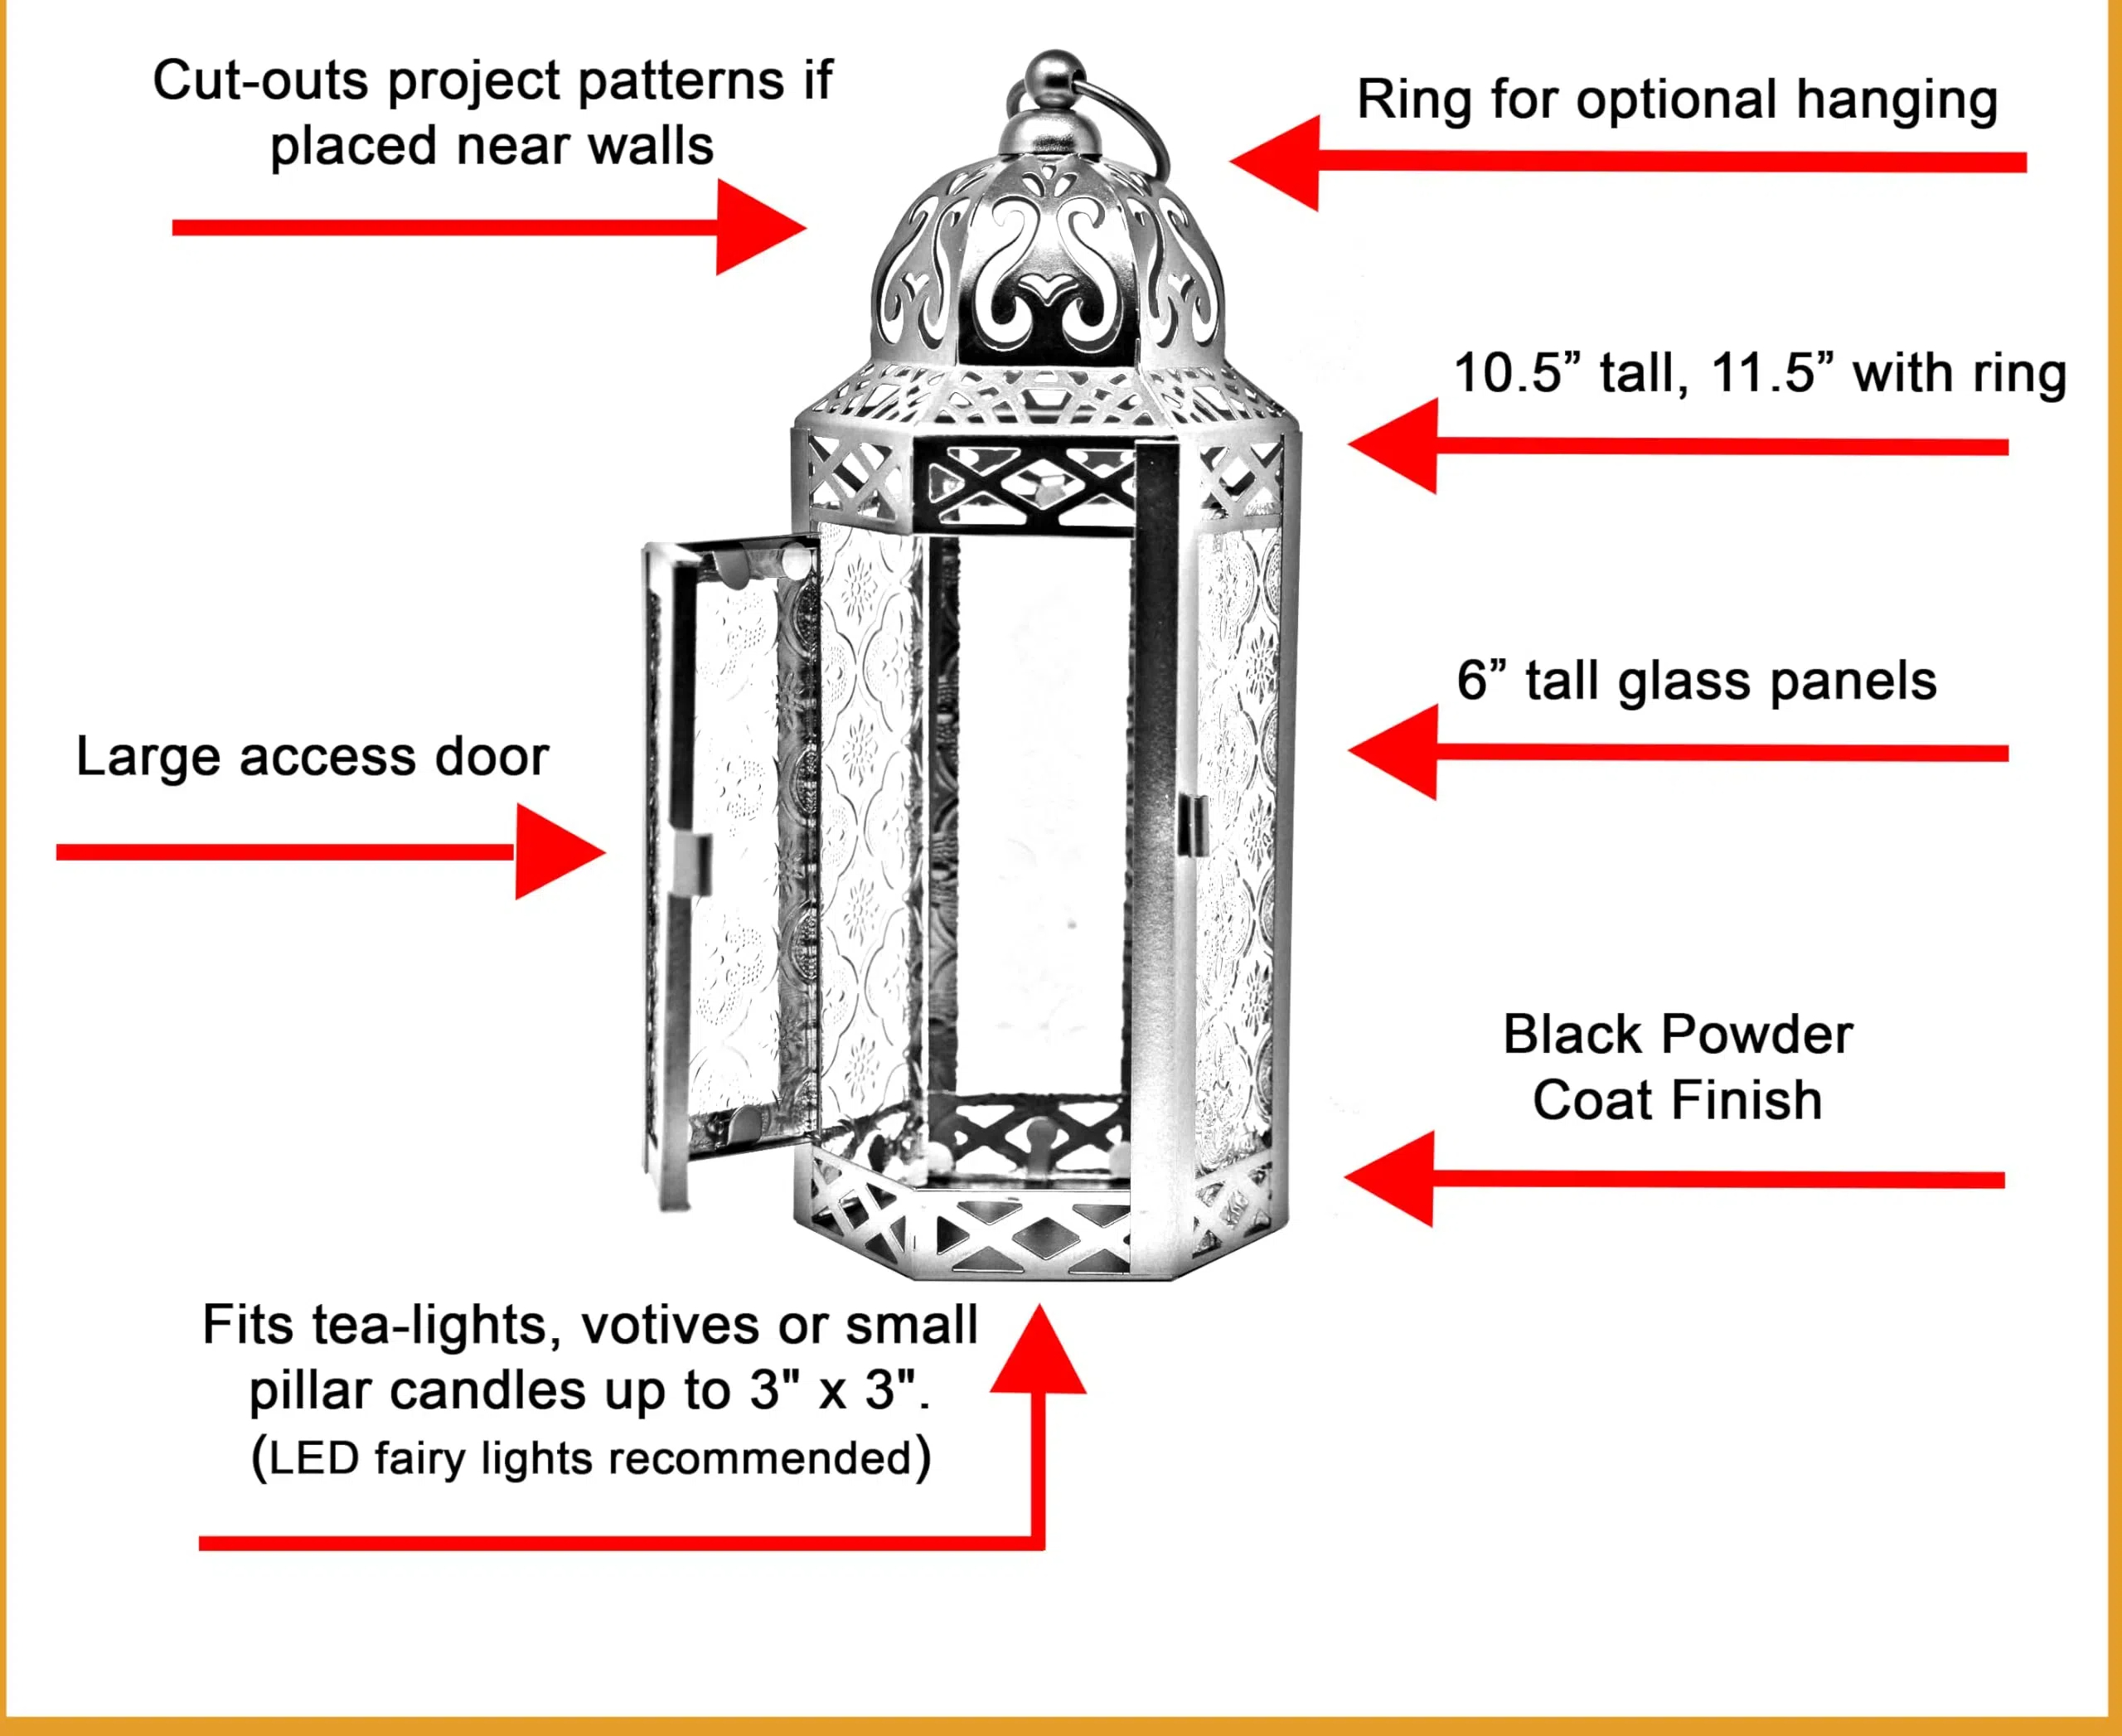 Cut-outs project patterns if
placed near walls
Ring for optional hanging
10.5” tall, 11.5” with ring
6” tall glass panels
Large access door
Black Powder
Coat Finish
Fits tea-lights, votives or small
pillar candles up to 3" x 3".
(LED fairy lights recommended)